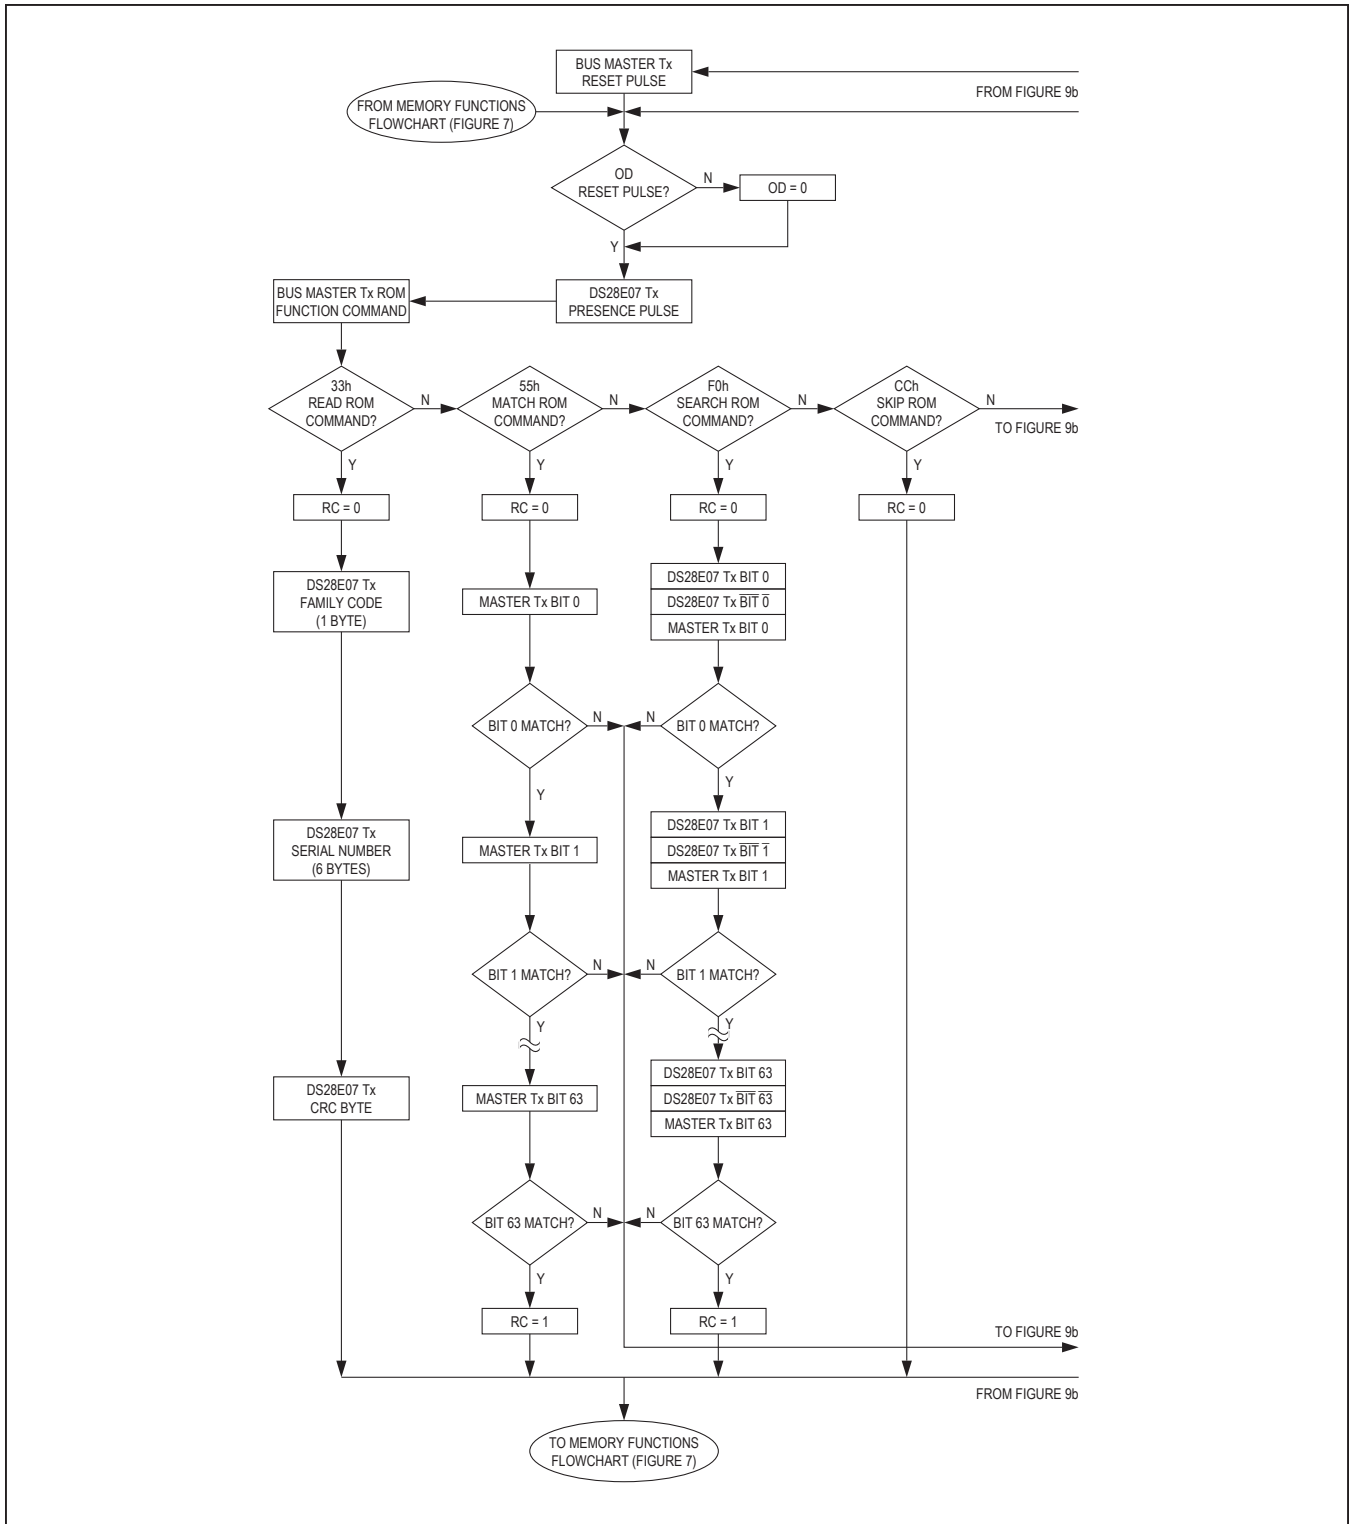 BUS MASTER Tx
RESET PULSE
FROM FIGURE 9b
FROM MEMORY FUNCTIONS
FLOWCHART (FIGURE 7)
OD
RESET PULSE?
N
OD = 0
Y
BUS MASTER Tx ROM
FUNCTION COMMAND
DS28E07 Tx
PRESENCE PULSE
33h
READ ROM
COMMAND?
N
55h
MATCH ROM
COMMAND?
N
F0h
SEARCH ROM
COMMAND?
N
CCh
SKIP ROM
COMMAND?
N
TO FIGURE 9b
Y
Y
Y
Y
RC = 0
RC = 0
RC = 0
RC = 0
DS28E07 Tx
FAMILY CODE
(1 BYTE)
MASTER Tx BIT 0
DS28E07 Tx BIT 0
DS28E07 Tx B̅I̅T̅ 0̅
MASTER Tx BIT 0
BIT 0 MATCH?
N
N
BIT 0 MATCH?
Y
Y
DS28E07 Tx
SERIAL NUMBER
(6 BYTES)
MASTER Tx BIT 1
DS28E07 Tx BIT 1
DS28E07 Tx B̅I̅T̅ 1̅
MASTER Tx BIT 1
BIT 1 MATCH?
N
N
BIT 1 MATCH?
Y
Y
DS28E07 Tx
CRC BYTE
MASTER Tx BIT 63
DS28E07 Tx BIT 63
DS28E07 Tx B̅I̅T̅ 6̅3̅
MASTER Tx BIT 63
BIT 63 MATCH?
N
N
BIT 63 MATCH?
Y
Y
RC = 1
RC = 1
TO FIGURE 9b
FROM FIGURE 9b
TO MEMORY FUNCTIONS
FLOWCHART (FIGURE 7)